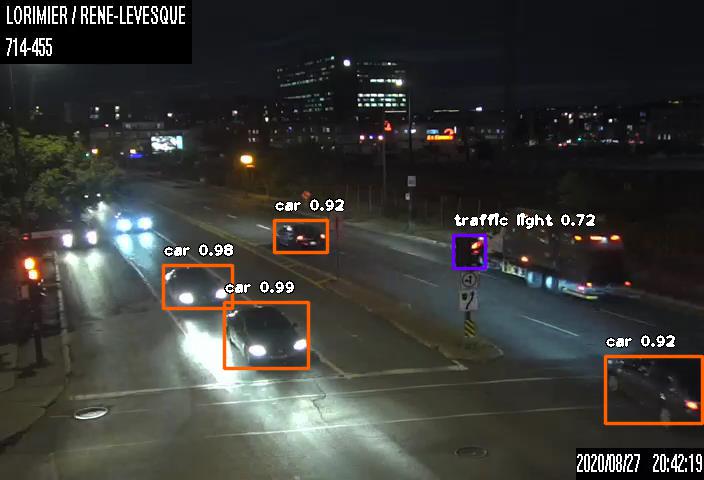 LORIMIER / RENE-LEVESQUE
714-455
car 0.92
traffic light 0.72
car 0.98
car 0.99
car 0.92
2020/08/27 20:42:19